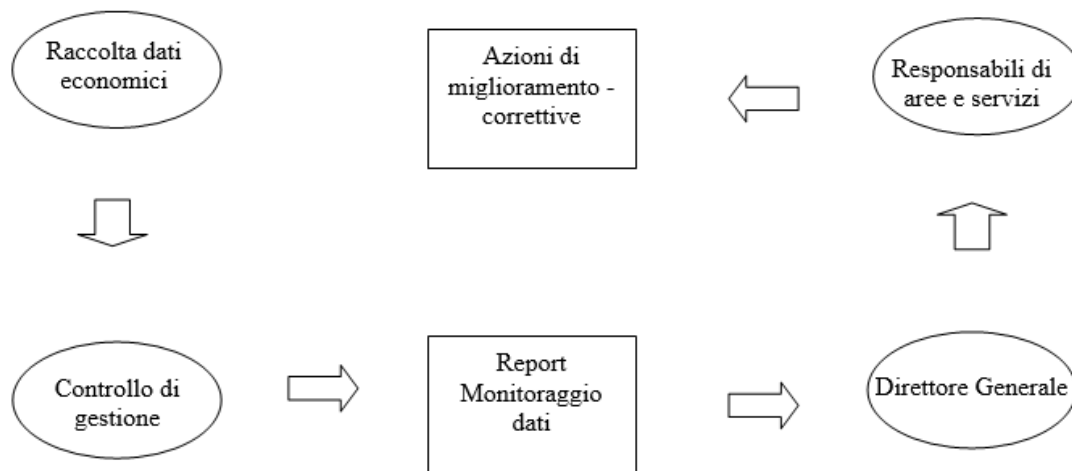 Raccolta dati
economici
Azioni di
miglioramento -
correttive
Responsabili di
aree e servizi
Controllo di
gestione
Report
Monitoraggio
dati
Direttore Generale